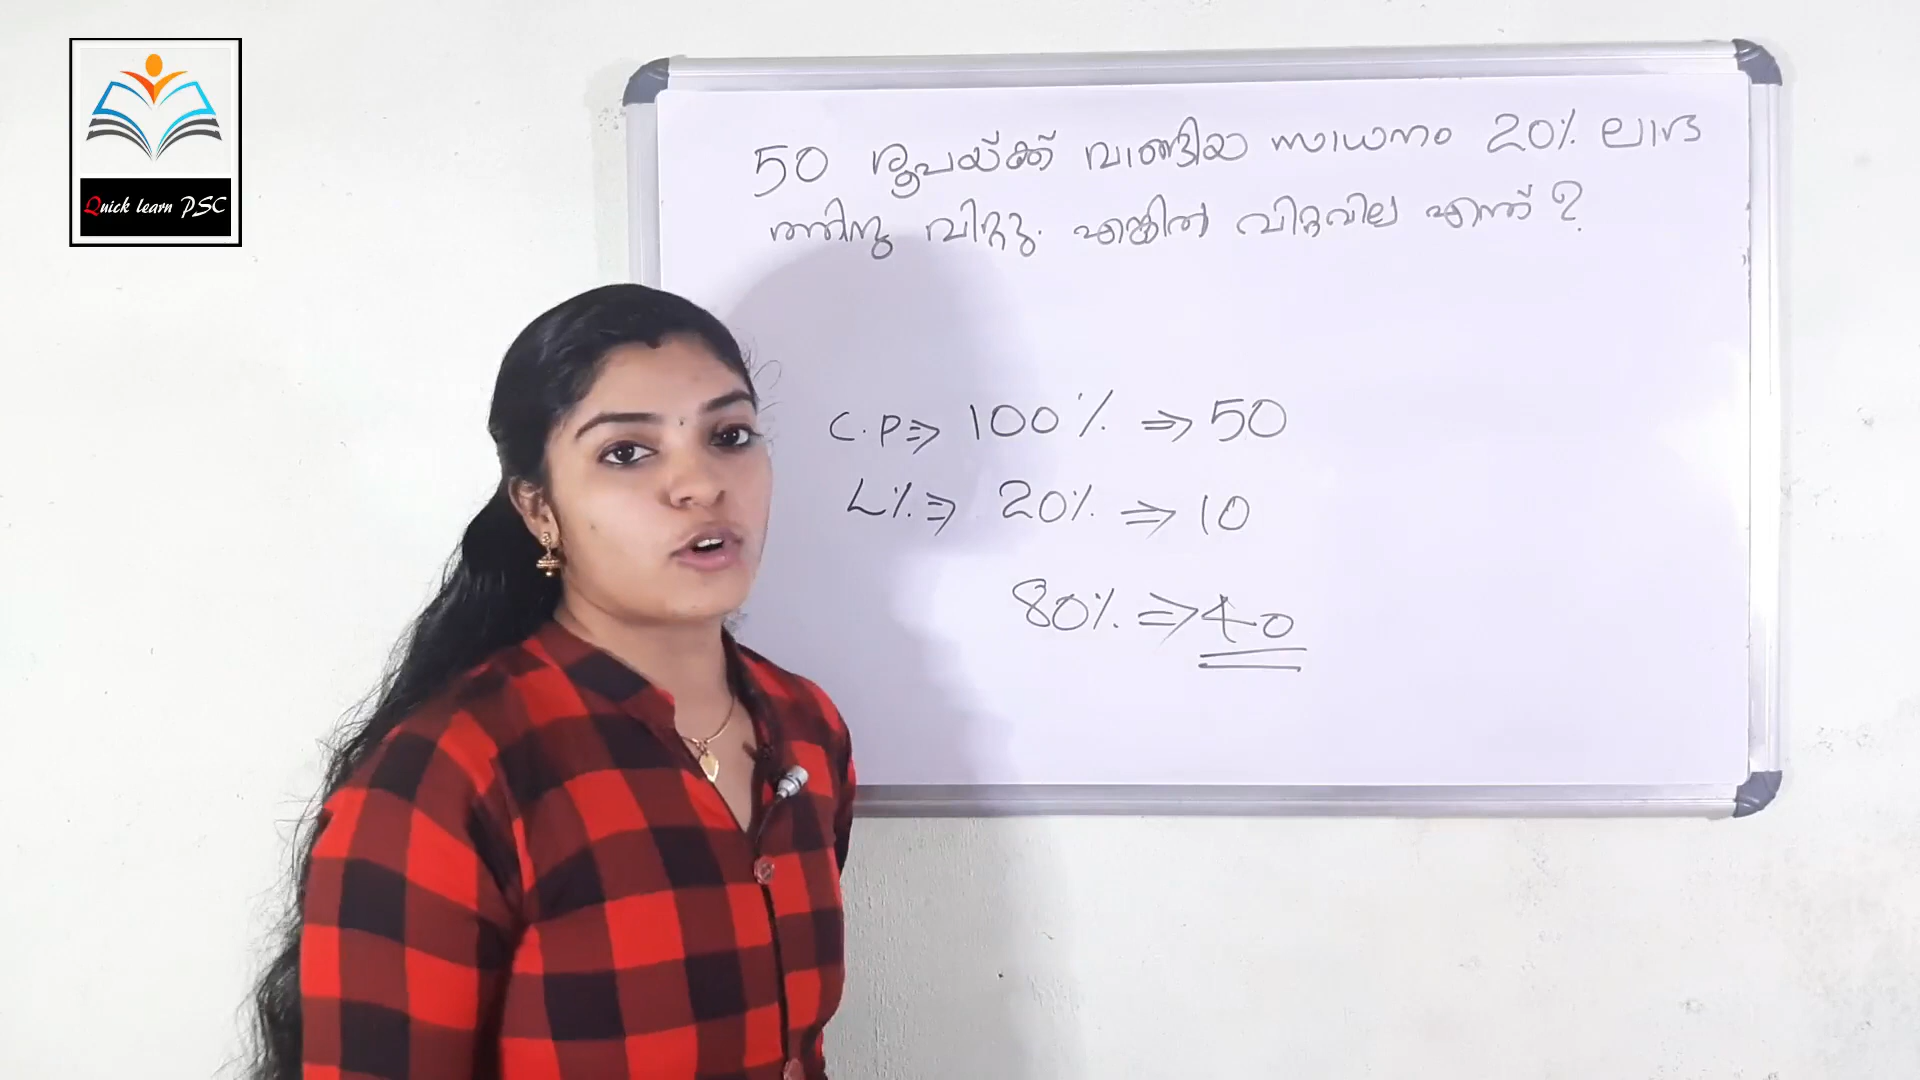 Quick learn PSC
50 രൂപയ്ക്ക് വാങ്ങിയ സാധനം 20% ലാഭ
ത്തിനു വിറ്റു. എങ്കിൽ വിറ്റവില എന്ത് ?
C.P ⇒ 100% ⇒ 50
L% ⇒ 20% ⇒ 10
80% ⇒ 40